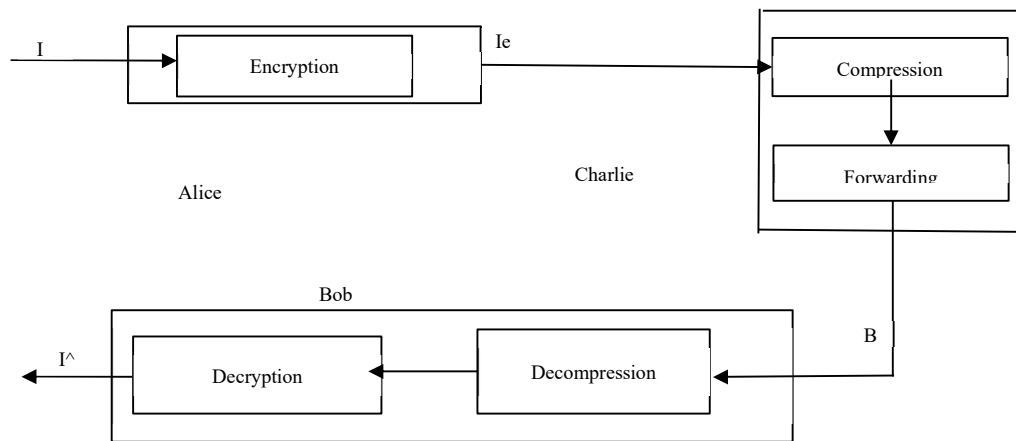 I
Encryption
Ie
Compression
Forwarding
Charlie
Alice
Bob
B
I^
Decryption
Decompression